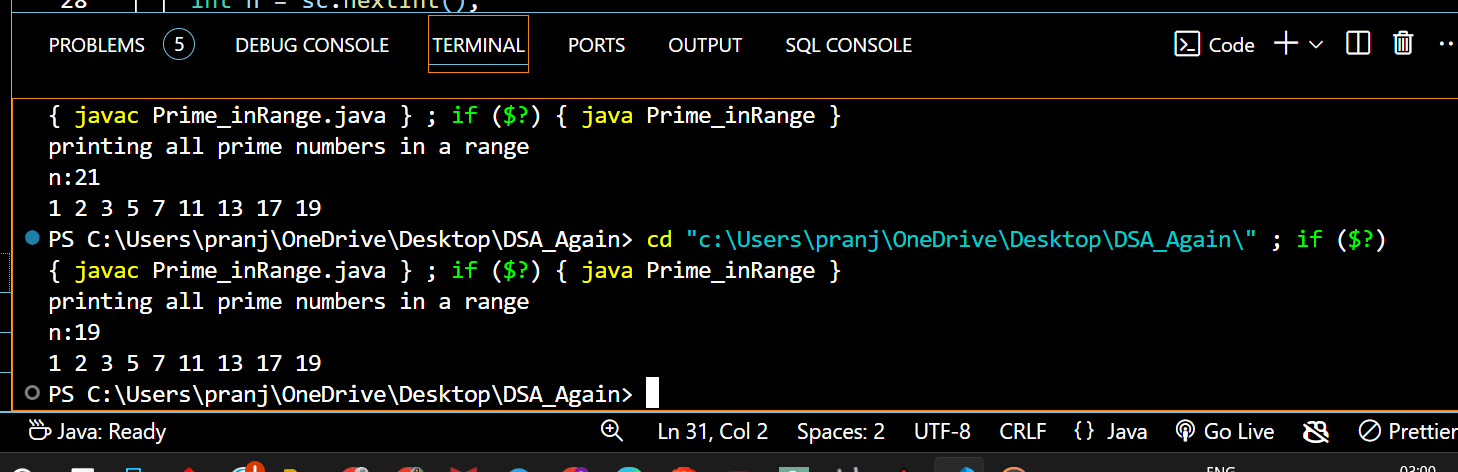 28 int n = sc.nextInt();
PROBLEMS 5 DEBUG CONSOLE TERMINAL PORTS OUTPUT SQL CONSOLE Code
{ javac Prime_inRange.java } ; if ($?) { java Prime_inRange }
printing all prime numbers in a range
n:21
1 2 3 5 7 11 13 17 19
PS C:\Users\pranj\OneDrive\Desktop\DSA_Again> cd "c:\Users\pranj\OneDrive\Desktop\DSA_Again\" ; if ($?)
{ javac Prime_inRange.java } ; if ($?) { java Prime_inRange }
printing all prime numbers in a range
n:19
1 2 3 5 7 11 13 17 19
PS C:\Users\pranj\OneDrive\Desktop\DSA_Again>
Java: Ready Ln 31, Col 2 Spaces: 2 UTF-8 CRLF {} Java Go Live Prettier
ENG 03:00